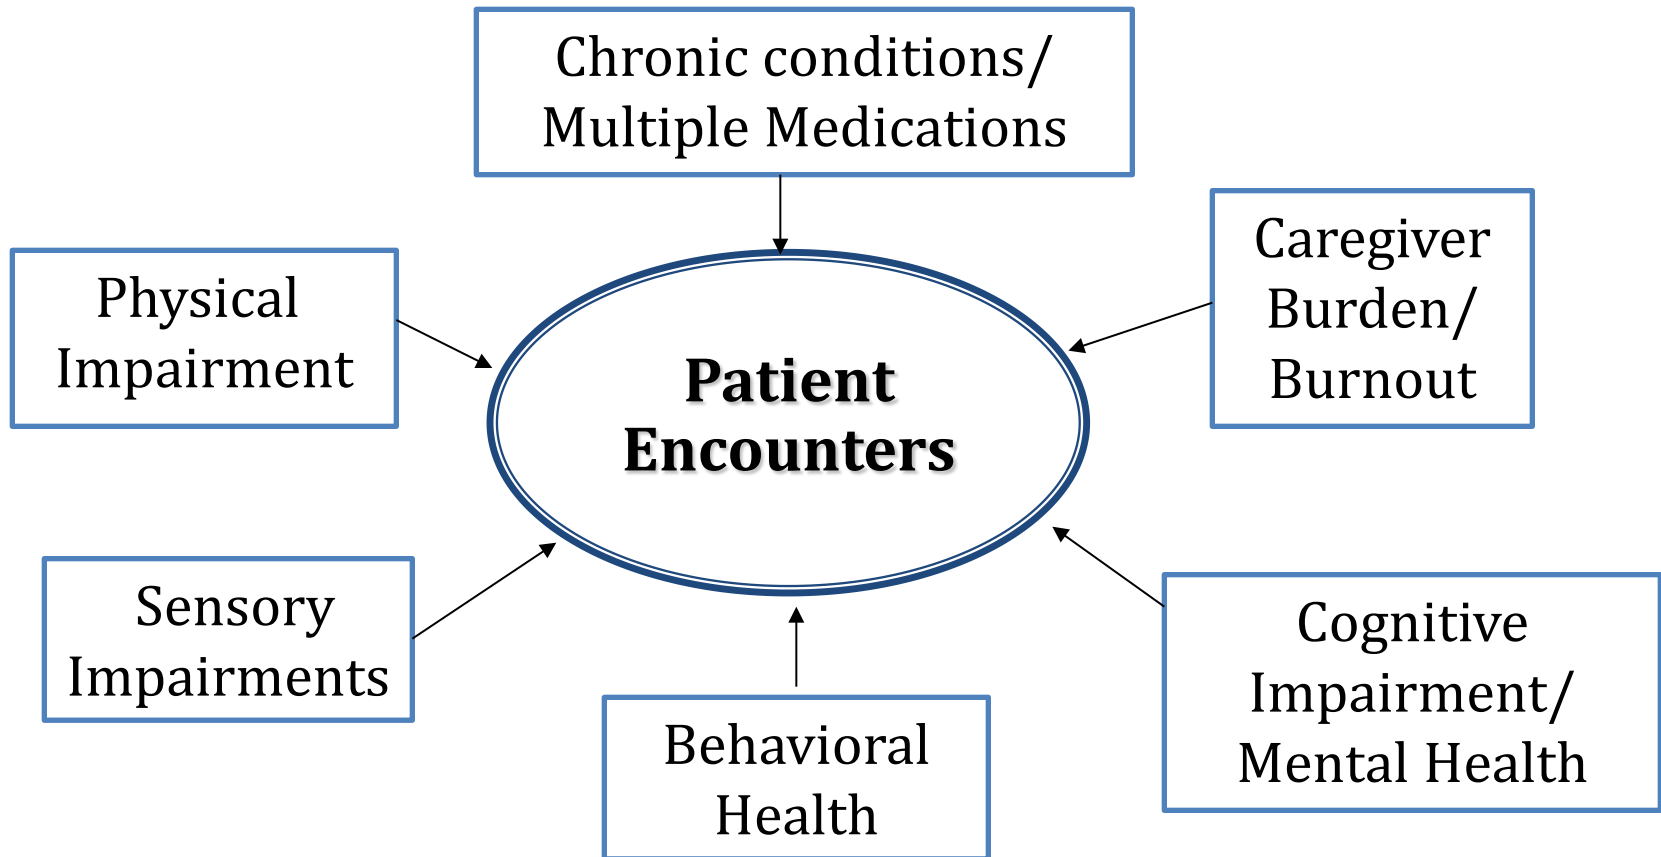 Chronic conditions/
Multiple Medications
Caregiver
Burden/
Burnout
Physical
Impairment
Patient
Encounters
Sensory
Impairments
Cognitive
Impairment/
Mental Health
Behavioral
Health